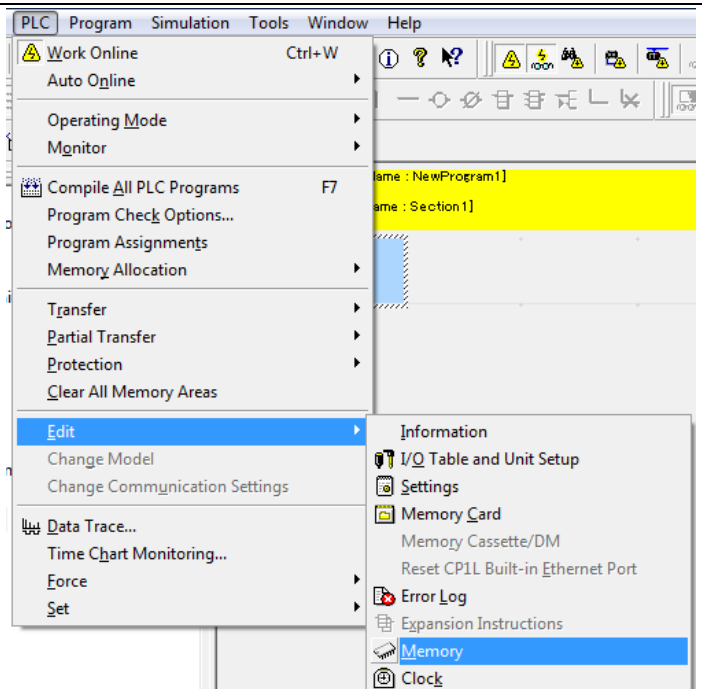 PLC Program Simulation Tools Window Help
Work Online Ctrl+W
Auto Online
Operating Mode
Monitor
Compile All PLC Programs F7
Program Check Options...
Program Assignments
Memory Allocation
Transfer
Partial Transfer
Protection
Clear All Memory Areas
Edit
Change Model
Change Communication Settings
Data Trace...
Time Chart Monitoring...
Force
Set
ame : NewProgram1]
ame : Section1]
Information
I/O Table and Unit Setup
Settings
Memory Card
Memory Cassette/DM
Reset CP1L Built-in Ethernet Port
Error Log
Expansion Instructions
Memory
Clock